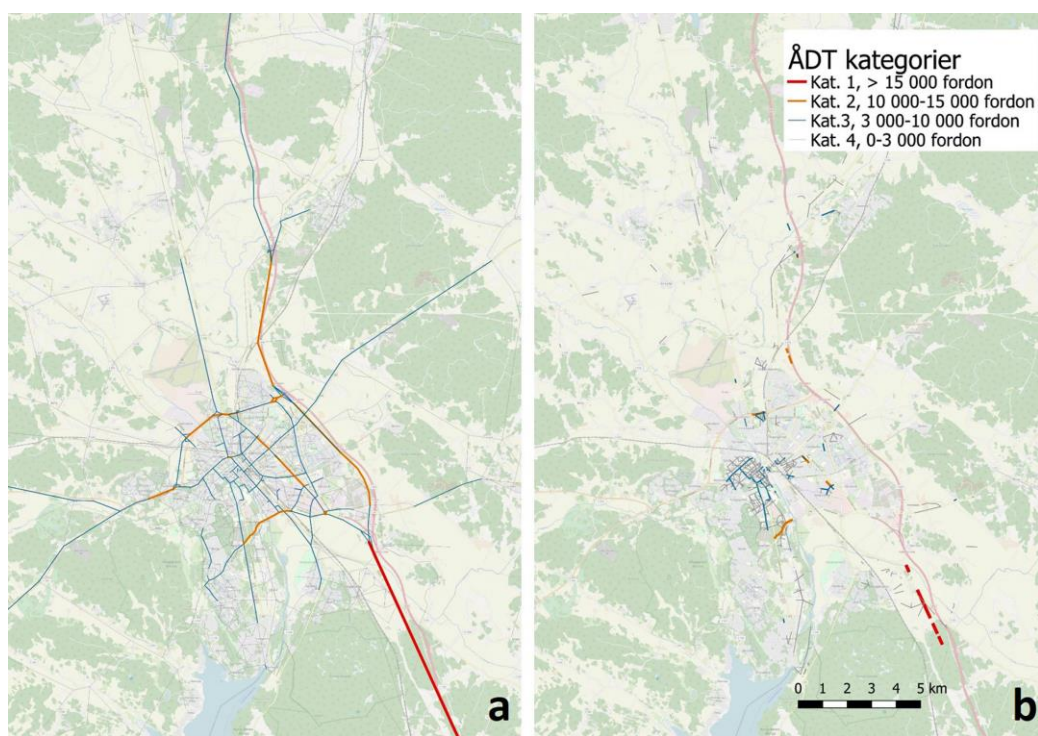 ÅDT kategorier
Kat. 1, > 15 000 fordon
Kat. 2, 10 000-15 000 fordon
Kat.3, 3 000-10 000 fordon
Kat. 4, 0-3 000 fordon
0 1 2 3 4 5 km
a
b